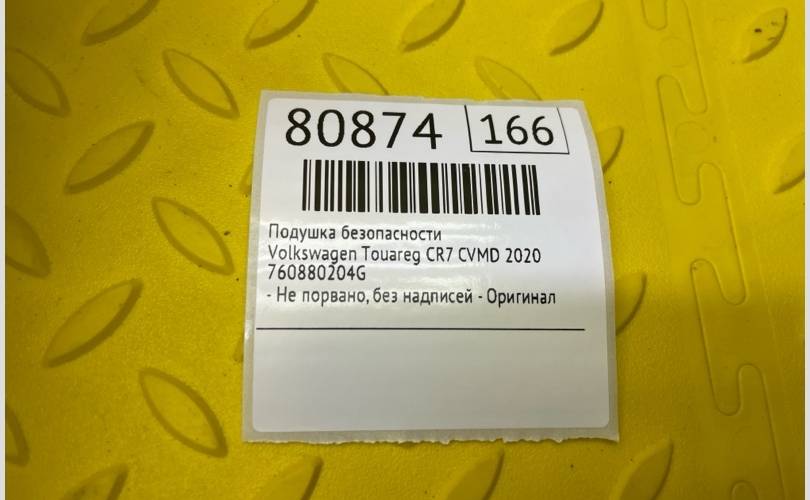 80874 166
Подушка безопасности
Volkswagen Touareg CR7 CVMD 2020
760880204G
- Не порвано, без надписей - Оригинал